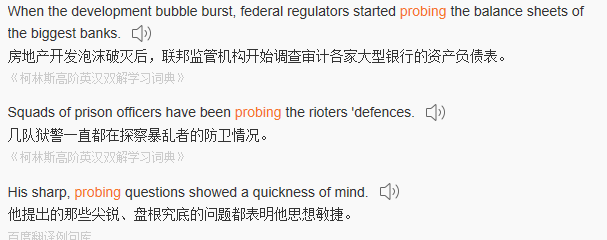 When the development bubble burst, federal regulators started probing the balance sheets of
the biggest banks.
房地产开发泡沫破灭后，联邦监管机构开始调查审计各家大型银行的资产负债表。
《柯林斯高阶英汉双解学习词典》
Squads of prison officers have been probing the rioters 'defences.
几队狱警一直都在探察暴乱者的防卫情况。
《柯林斯高阶英汉双解学习词典》
His sharp, probing questions showed a quickness of mind.
他提出的那些尖锐、盘根究底的问题都表明他思想敏捷。
百度翻译例句库